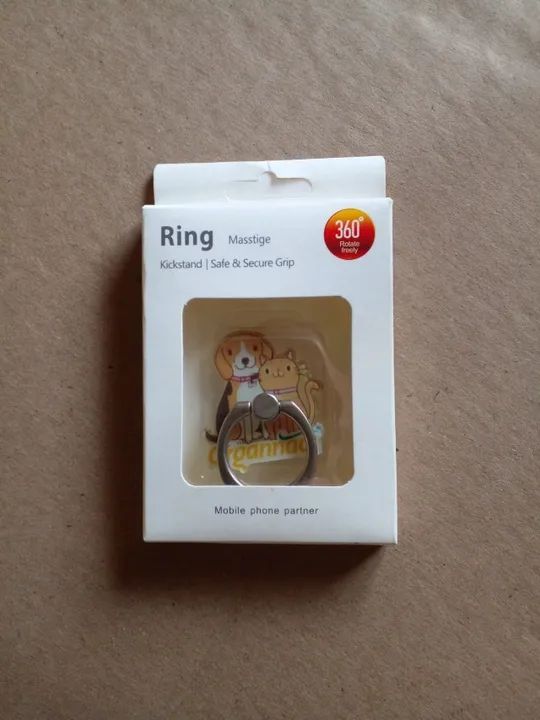 Ring Masstige
360°
Rotate
freely
Kickstand | Safe & Secure Grip
Mobile phone partner